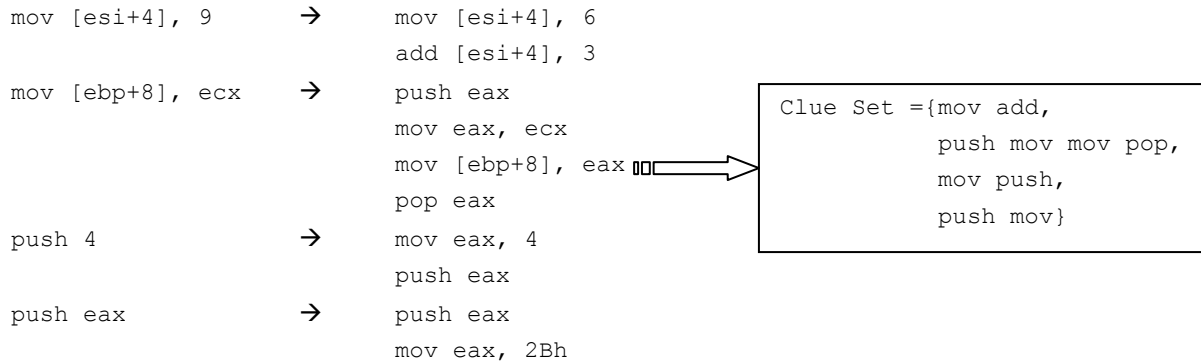 mov [esi+4], 9 → mov [esi+4], 6
add [esi+4], 3
mov [ebp+8], ecx → push eax
mov eax, ecx
mov [ebp+8], eax
pop eax
push 4 → mov eax, 4
push eax
push eax → push eax
mov eax, 2Bh
Clue Set ={mov add,
push mov mov pop,
mov push,
push mov}